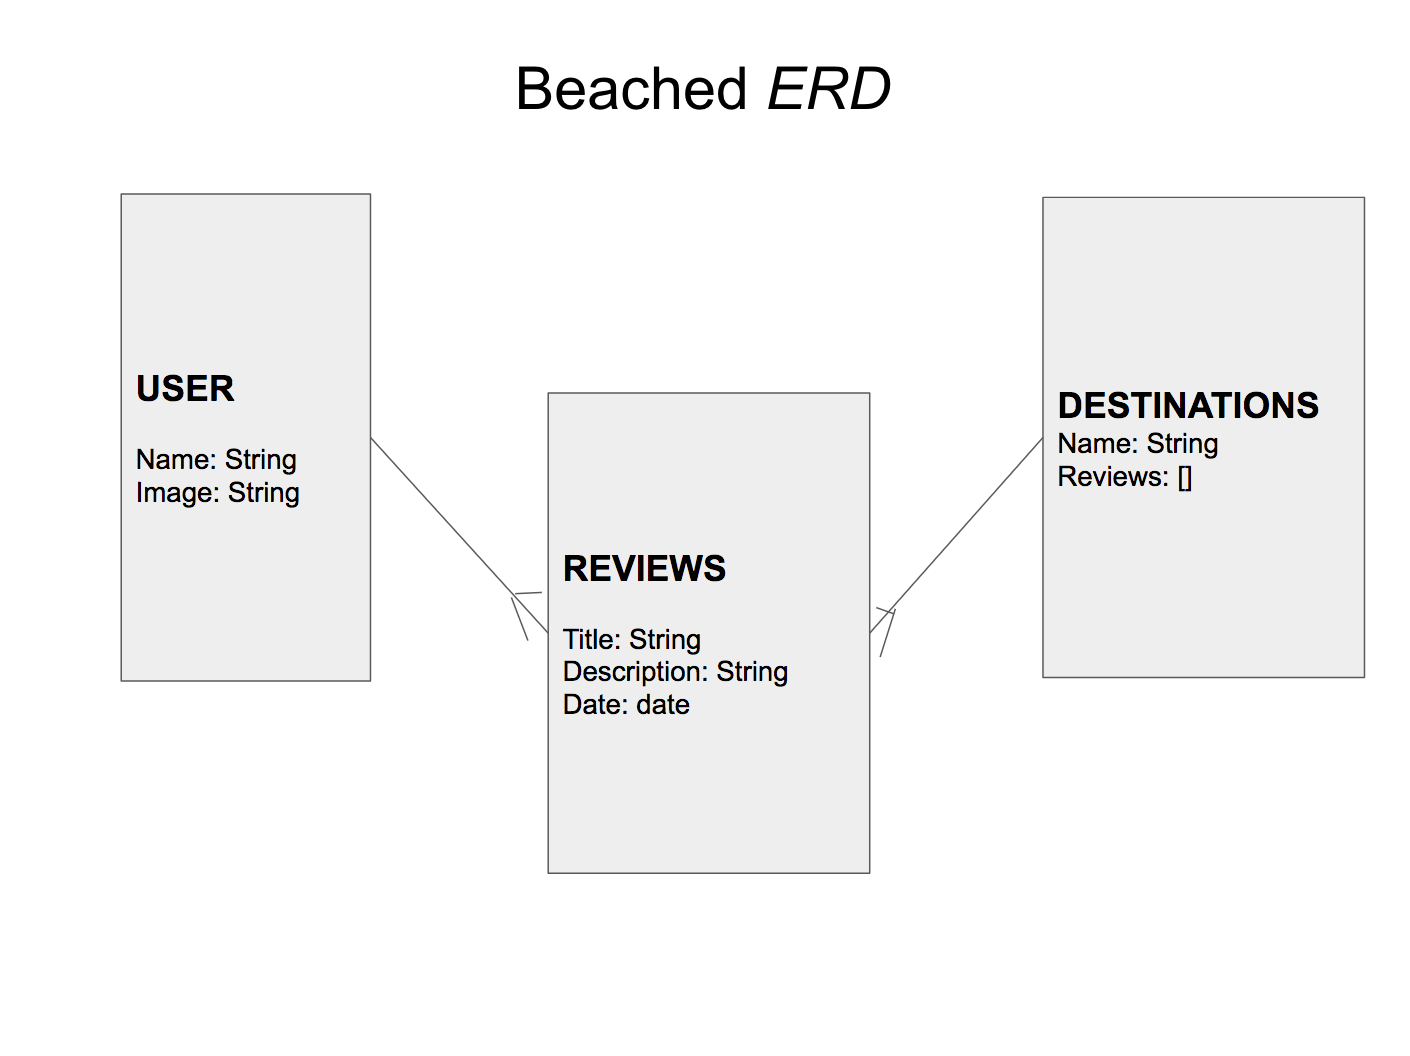 Beached ERD
USER
Name: String
Image: String
REVIEWS
Title: String
Description: String
Date: date
DESTINATIONS
Name: String
Reviews: []